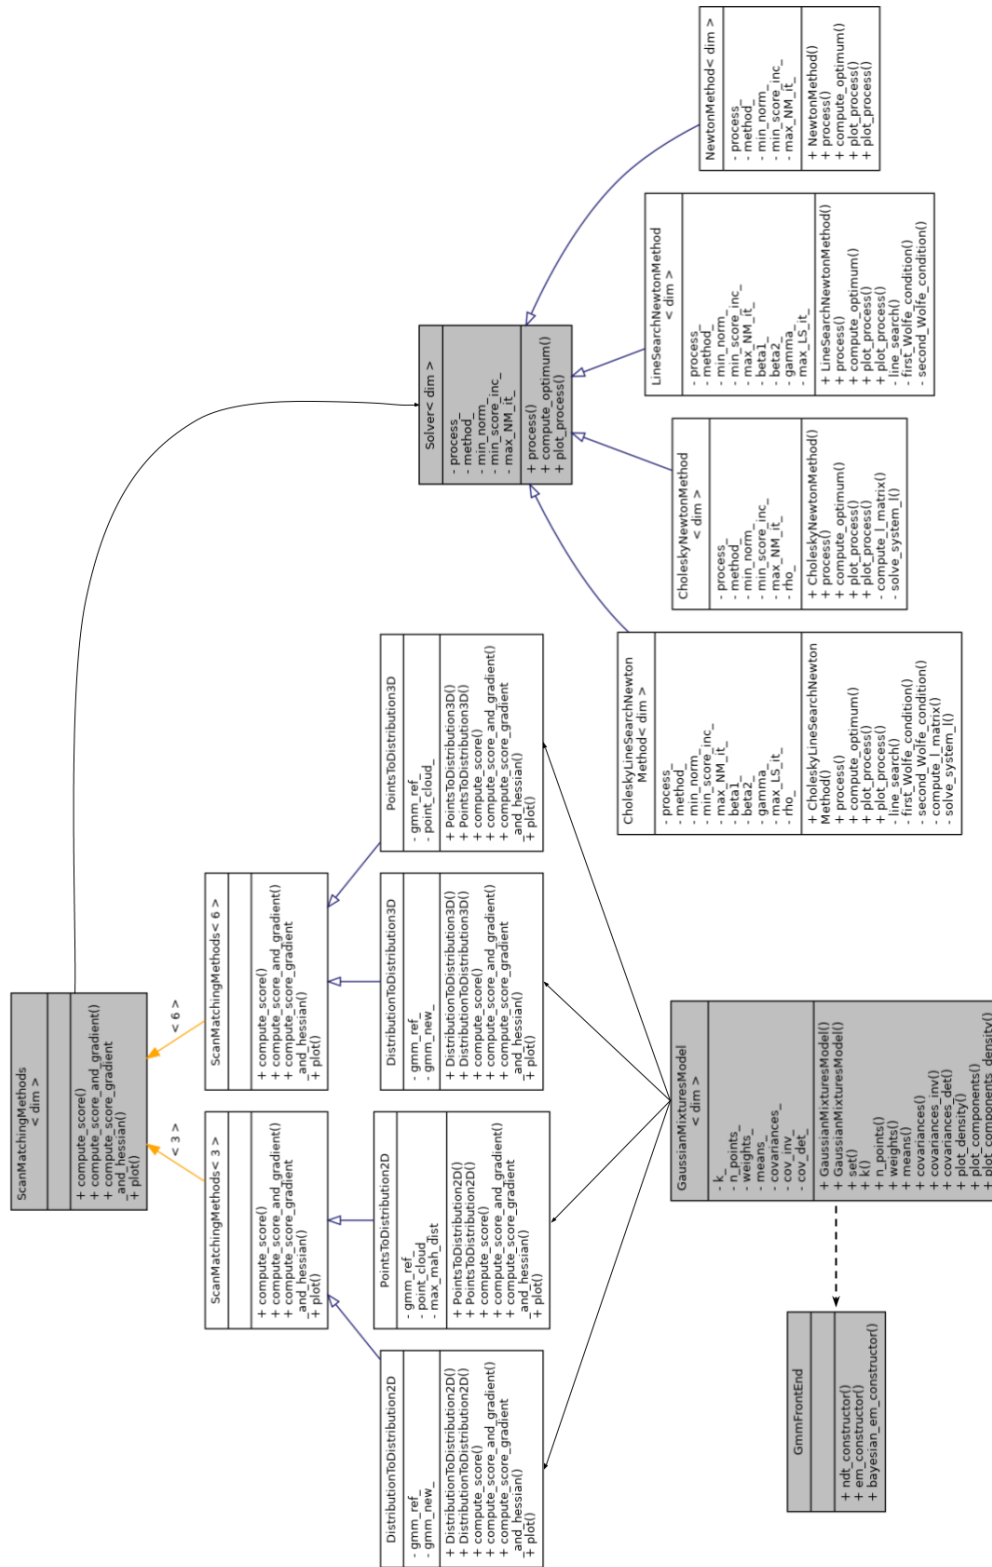 ScanMatchingMethods
< dim >
+ compute_score()
+ compute_score_and_gradient()
+ compute_score_gradient
_and_hessian()
+ plot()
< 3 >
< 6 >
ScanMatchingMethods< 3 >
+ compute_score()
+ compute_score_and_gradient()
+ compute_score_gradient
_and_hessian()
+ plot()
ScanMatchingMethods< 6 >
+ compute_score()
+ compute_score_and_gradient()
+ compute_score_gradient
_and_hessian()
+ plot()
DistributionToDistribution2D
- gmm_ref_
- gmm_new_
+ DistributionToDistribution2D()
+ DistributionToDistribution2D()
+ compute_score()
+ compute_score_and_gradient()
+ compute_score_gradient
_and_hessian()
+ plot()
PointsToDistribution2D
- gmm_ref_
- point_cloud_
- max_mah_dist
+ PointsToDistribution2D()
+ PointsToDistribution2D()
+ compute_score()
+ compute_score_and_gradient()
+ compute_score_gradient
_and_hessian()
+ plot()
DistributionToDistribution3D
- gmm_ref_
- gmm_new_
+ DistributionToDistribution3D()
+ DistributionToDistribution3D()
+ compute_score()
+ compute_score_and_gradient()
+ compute_score_gradient
_and_hessian()
+ plot()
PointsToDistribution3D
- gmm_ref_
- point_cloud_
+ PointsToDistribution3D()
+ PointsToDistribution3D()
+ compute_score()
+ compute_score_and_gradient()
+ compute_score_gradient
_and_hessian()
+ plot()
Solver< dim >
- process_
- method_
- min_norm_
- min_score_inc_
- max_NM_it_
+ process()
+ compute_optimum()
+ plot_process()
CholeskyLineSearchNewton
Method< dim >
- process_
- method_
- min_norm_
- min_score_inc_
- max_NM_it_
- beta1_
- beta2_
- gamma_
- max_LS_it_
- rho_
+ CholeskyLineSearchNewton
Method()
+ process()
+ compute_optimum()
+ plot_process()
+ plot_process()
- line_search()
- first_Wolfe_condition()
- second_Wolfe_condition()
- compute_l_matrix()
- solve_system_l()
CholeskyNewtonMethod
< dim >
- process_
- method_
- min_norm_
- min_score_inc_
- max_NM_it_
- rho_
+ CholeskyNewtonMethod()
+ process()
+ compute_optimum()
+ plot_process()
+ plot_process()
- compute_l_matrix()
- solve_system_l()
LineSearchNewtonMethod
< dim >
- process_
- method_
- min_norm_
- min_score_inc_
- max_NM_it_
- beta1_
- beta2_
- gamma_
- max_LS_it_
+ LineSearchNewtonMethod()
+ process()
+ compute_optimum()
+ plot_process()
+ plot_process()
- line_search()
- first_Wolfe_condition()
- second_Wolfe_condition()
NewtonMethod< dim >
- process_
- method_
- min_norm_
- min_score_inc_
- max_NM_it_
+ NewtonMethod()
+ process()
+ compute_optimum()
+ plot_process()
+ plot_process()
GmmFrontEnd
+ ndt_constructor()
+ em_constructor()
+ bayesian_em_constructor()
GaussianMixturesModel
< dim >
- k_
- n_points_
- weights_
- means_
- covariances_
- cov_inv_
- cov_det_
+ GaussianMixturesModel()
+ GaussianMixturesModel()
+ set()
+ k()
+ n_points()
+ weights()
+ means()
+ covariances()
+ covariances_inv()
+ covariances_det()
+ plot_density()
+ plot_components()
+ plot_components_density()